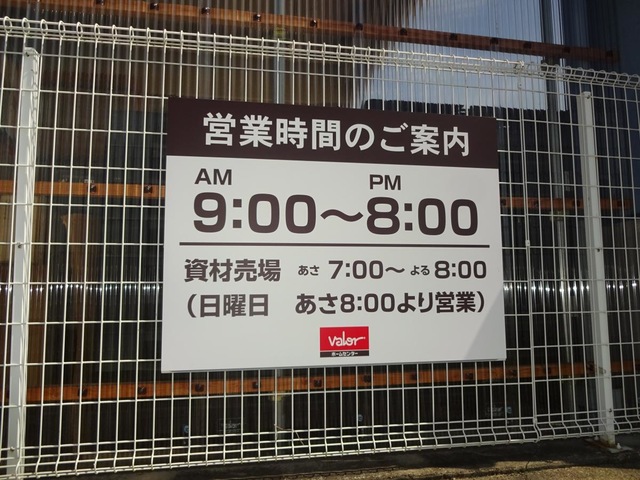 営業時間のご案内
AM PM
9:00〜8:00
資材売場 あさ 7:00〜 よる 8:00
(日曜日 あさ8:00より営業)
Valor
ホームセンター